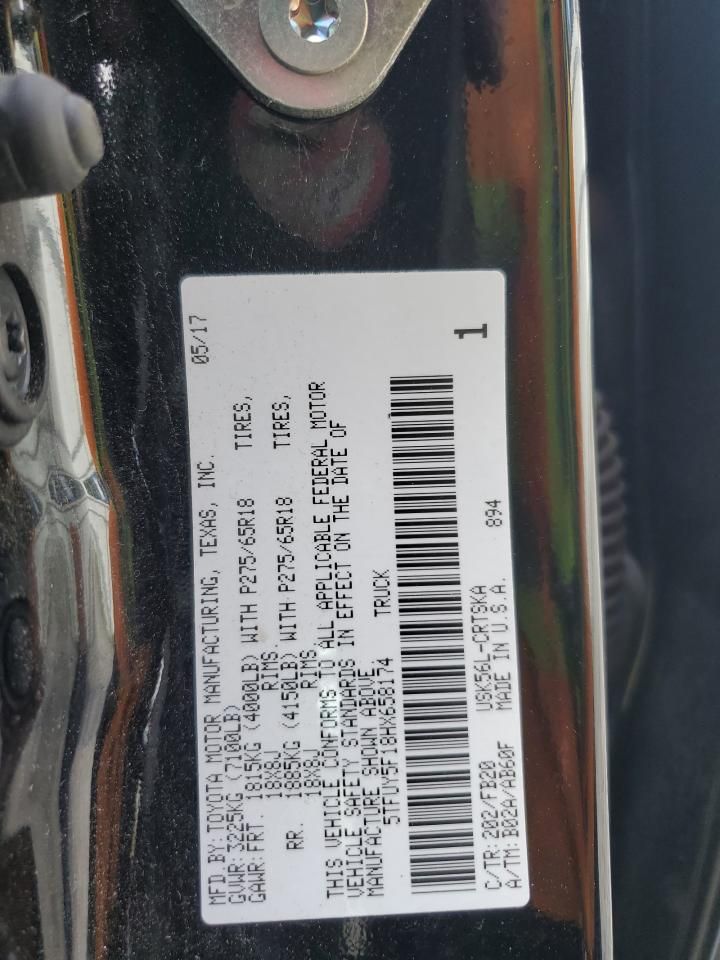 MFD BY: TOYOTA MOTOR MANUFACTURING, TEXAS, INC. 05/17
GVWR: 3225KG (7100LB)
GAWR: FRT. 1815KG (4000LB) WITH P275/65R18 TIRES,
18X8J RIMS.
RR. 1885KG (4150LB) WITH P275/65R18 TIRES,
18X8J RIMS.
THIS VEHICLE CONFORMS TO ALL APPLICABLE FEDERAL MOTOR
VEHICLE SAFETY STANDARDS IN EFFECT ON THE DATE OF
MANUFACTURE SHOWN ABOVE.
5TFUY5F18HX658174 TRUCK
1
C/TR: 202/FB20 USK56L-CRTSKA 894
A/TM: B02A/AB60F MADE IN U.S.A.